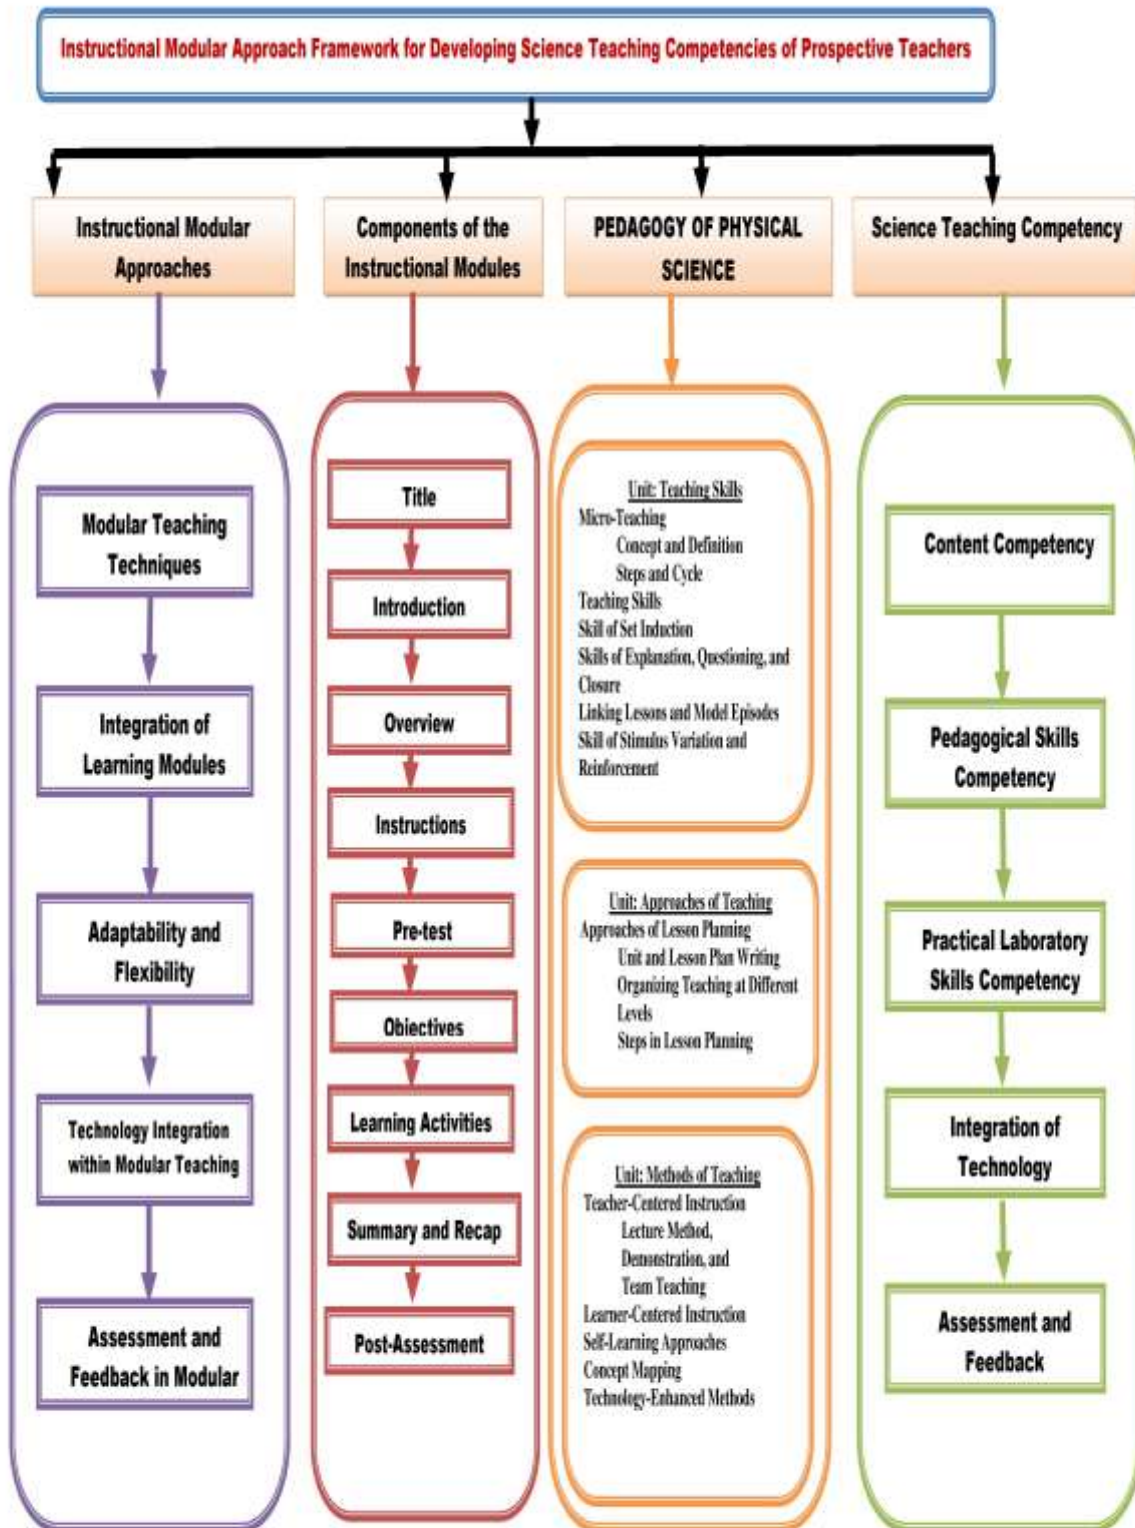 Instructional Modular Approach Framework for Developing Science Teaching Competencies of Prospective Teachers
Instructional Modular
Approaches
Components of the
Instructional Modules
PEDAGOGY OF PHYSICAL
SCIENCE
Science Teaching Competency
Modular Teaching
Techniques
Integration of
Learning Modules
Adaptability and
Flexibility
Technology Integration
within Modular Teaching
Assessment and
Feedback in Modular
Title
Introduction
Overview
Instructions
Pre-test
Obiectives
Learning Activities
Summary and Recap
Post-Assessment
Unit: Teaching Skills
Micro-Teaching
Concept and Definition
Steps and Cycle
Teaching Skills
Skill of Set Induction
Skills of Explanation, Questioning, and
Closure
Linking Lessons and Model Episodes
Skill of Stimulus Variation and
Reinforcement
Unit: Approaches of Teaching
Approaches of Lesson Planning
Unit and Lesson Plan Writing
Organizing Teaching at Different
Levels
Steps in Lesson Planning
Unit: Methods of Teaching
Teacher-Centered Instruction
Lecture Method,
Demonstration, and
Team Teaching
Learner-Centered Instruction
Self-Learning Approaches
Concept Mapping
Technology-Enhanced Methods
Content Competency
Pedagogical Skills
Competency
Practical Laboratory
Skills Competency
Integration of
Technology
Assessment and
Feedback